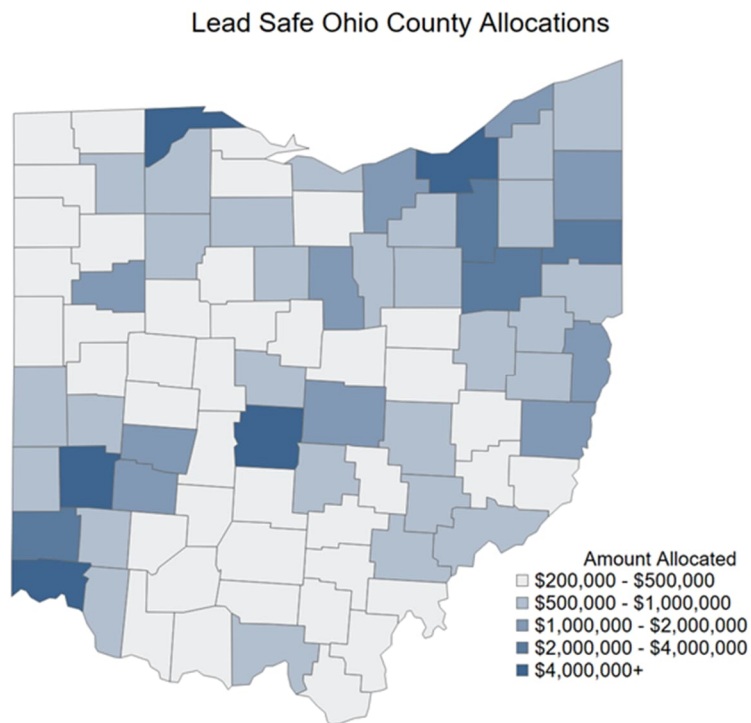 Lead Safe Ohio County Allocations
Amount Allocated
$200,000 - $500,000
$500,000 - $1,000,000
$1,000,000 - $2,000,000
$2,000,000 - $4,000,000
$4,000,000+